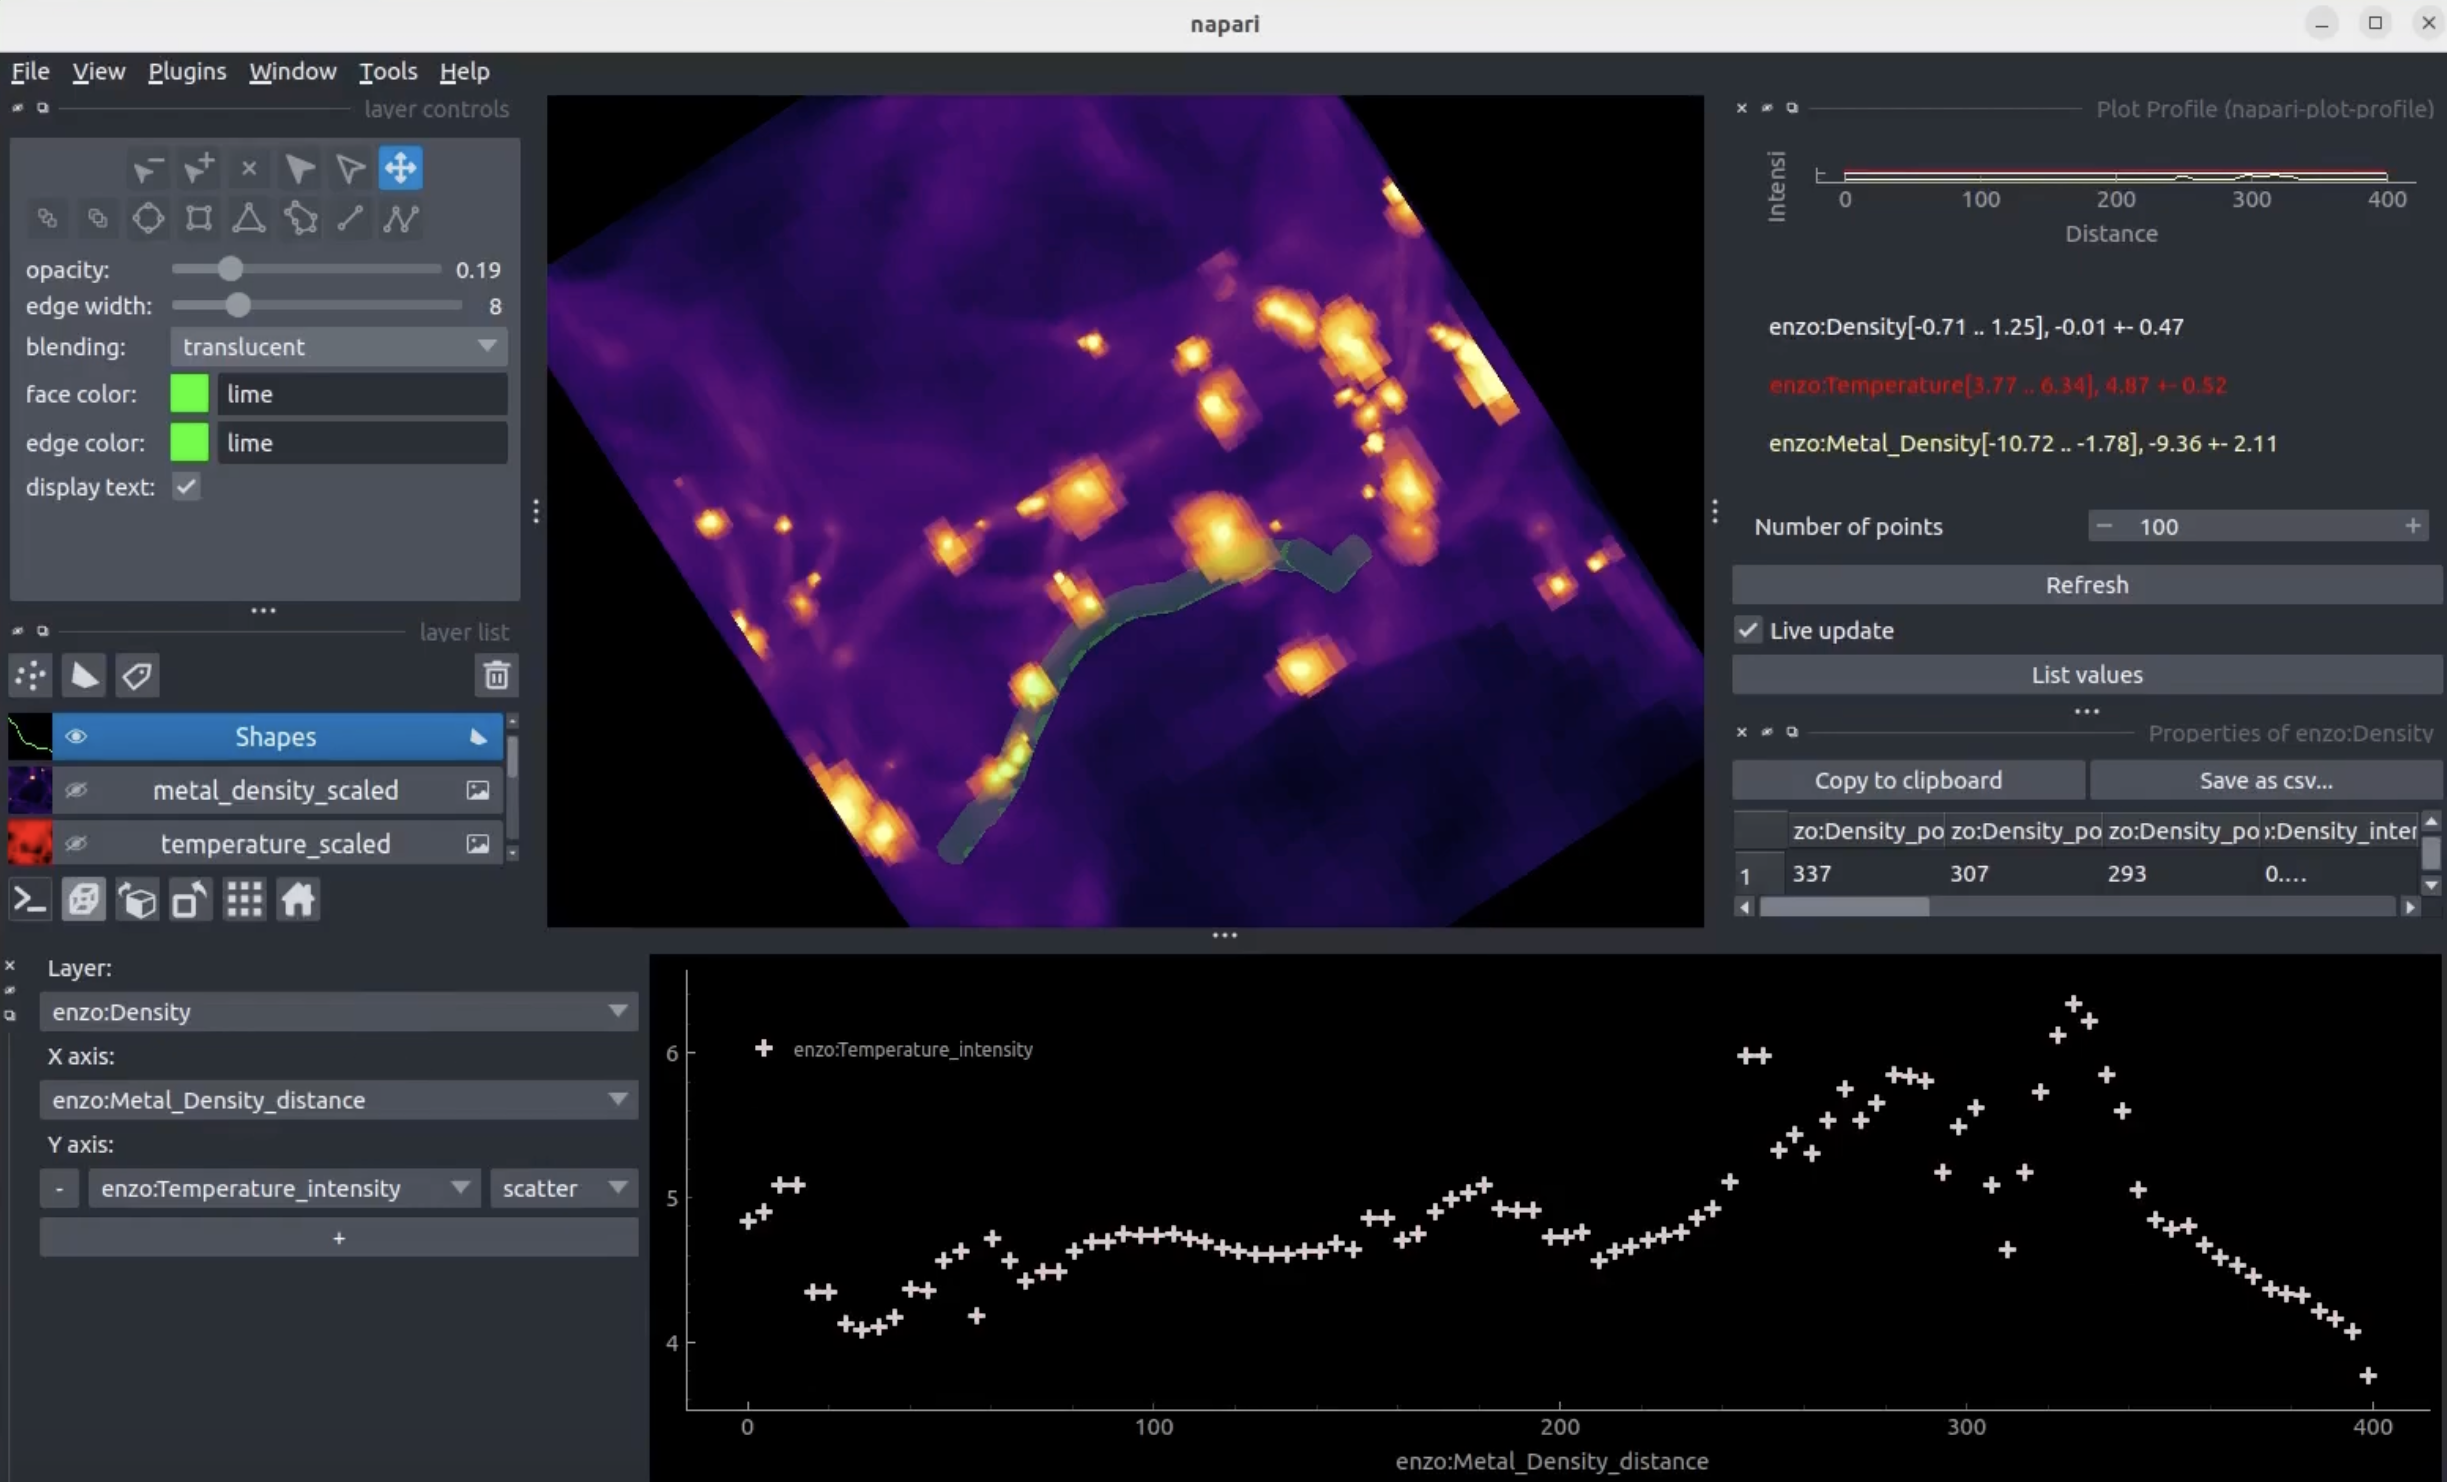 napari
File View Plugins Window Tools Help
layer controls
opacity: 0.19
edge width: 8
blending: translucent
face color: lime
edge color: lime
display text:
layer list
Shapes
metal_density_scaled
temperature_scaled
Plot Profile (napari-plot-profile)
Intensi
0 100 200 300 400
Distance
enzo:Density[-0.71 .. 1.25], -0.01 +- 0.47
enzo:Temperature[3.77 .. 6.34], 4.87 +- 0.52
enzo:Metal_Density[-10.72 .. -1.78], -9.36 +- 2.11
Number of points − 100 +
Refresh
Live update
List values
Properties of enzo:Density
Copy to clipboard Save as csv...
zo:Density_po zo:Density_po zo:Density_po o:Density_inter
1 337 307 293 0....
Layer:
enzo:Density
X axis:
enzo:Metal_Density_distance
Y axis:
- enzo:Temperature_intensity scatter
+
enzo:Temperature_intensity
6
5
4
0 100 200 300 400
enzo:Metal_Density_distance